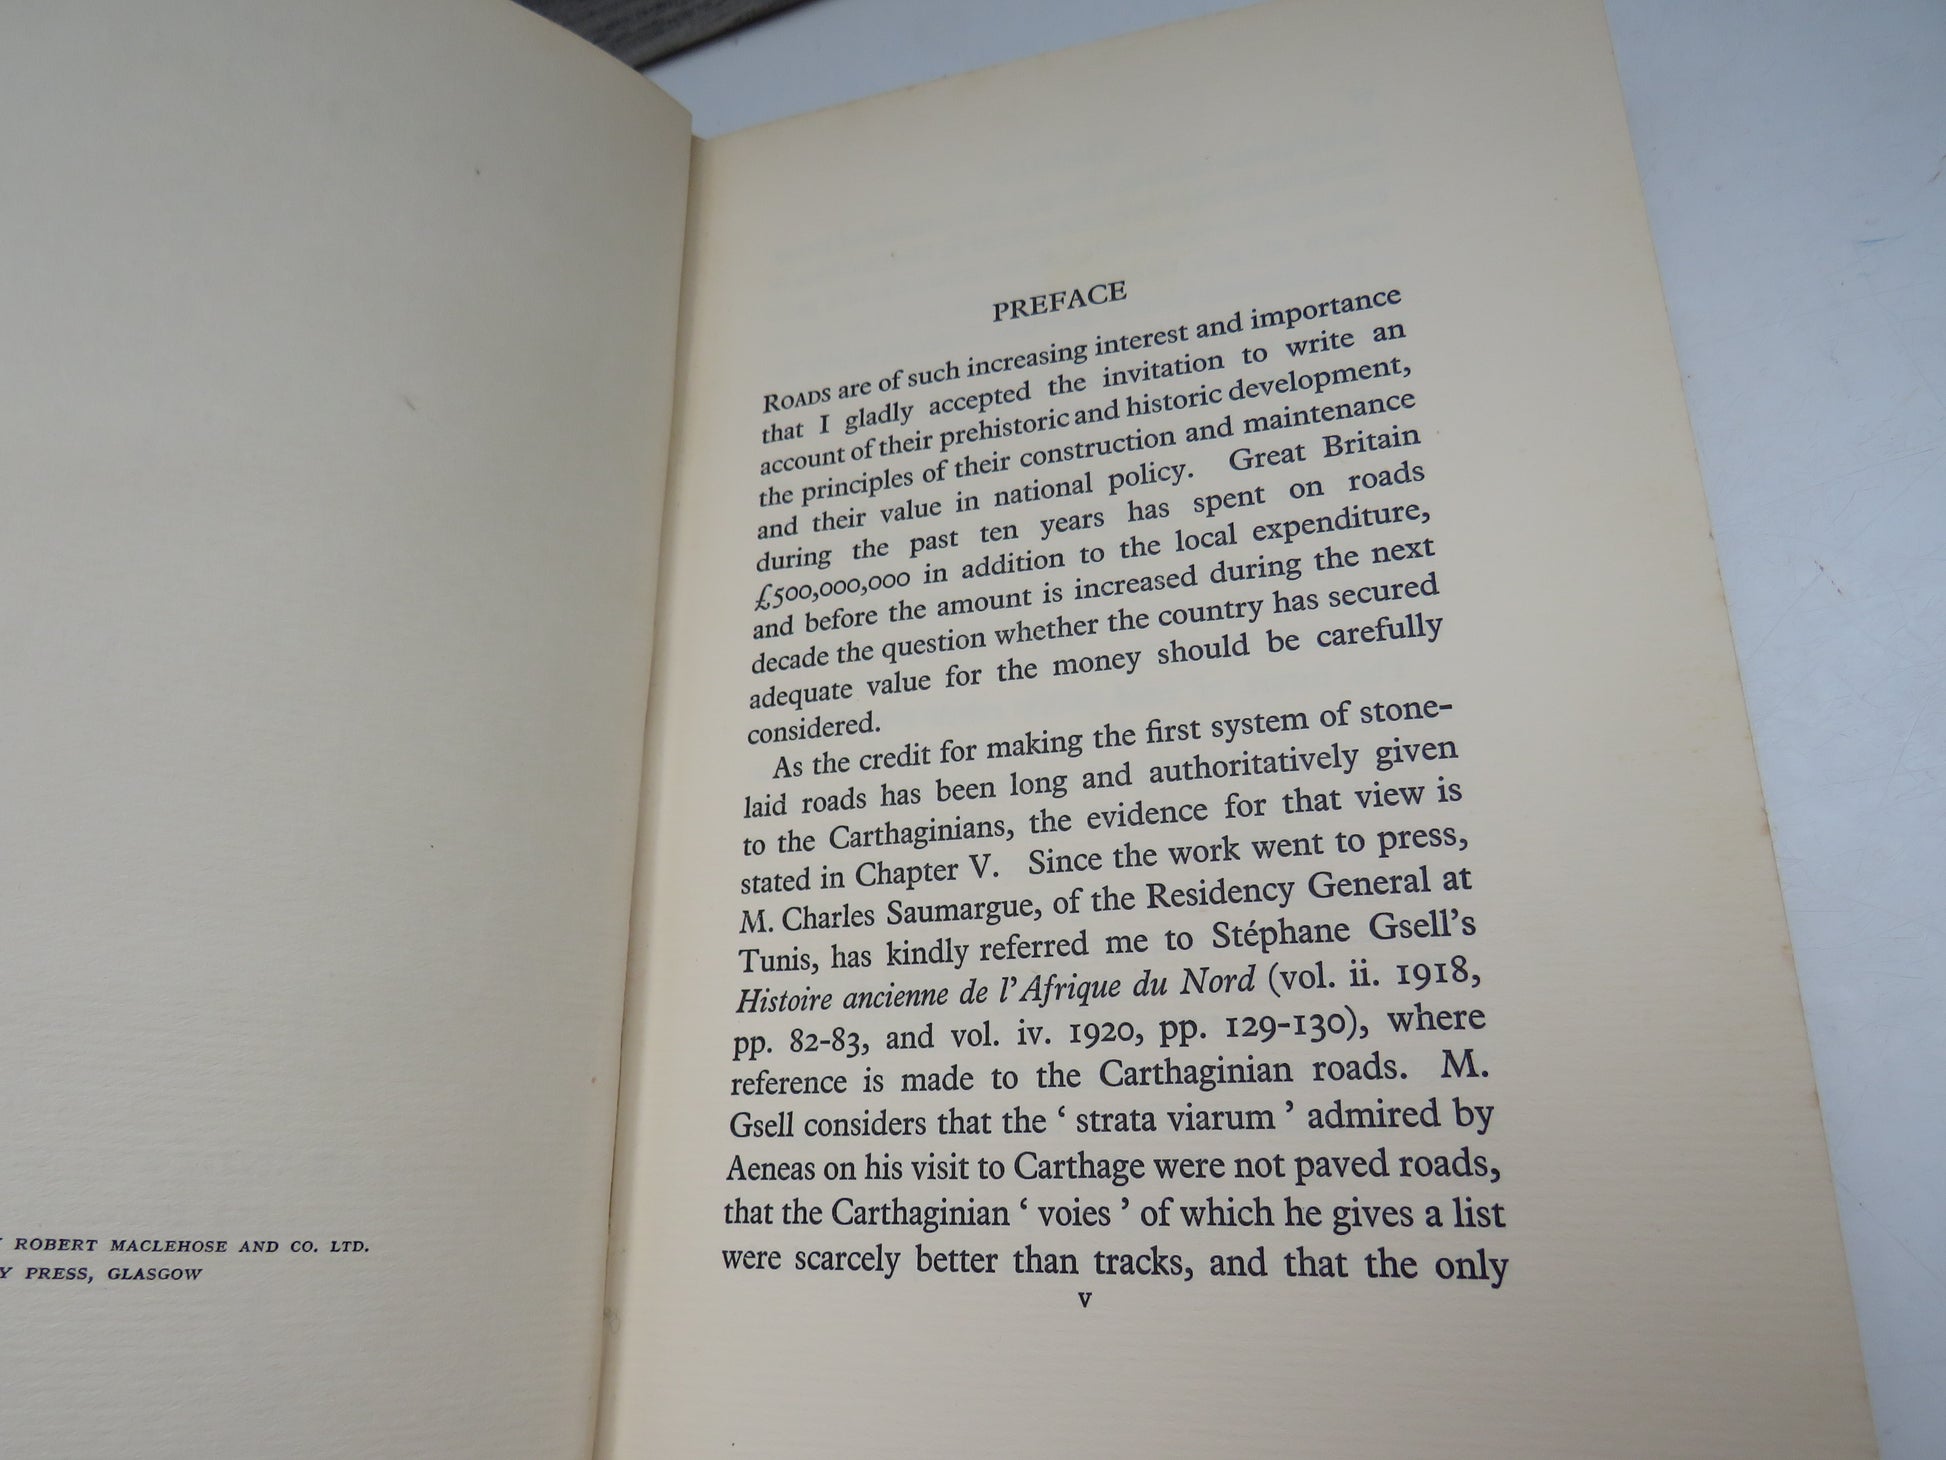 ROBERT MACLEHOSE AND CO. LTD.
PRESS, GLASGOW
PREFACE
ROADS are of such increasing interest and importance
that I gladly accepted the invitation to write an
account of their prehistoric and historic development,
the principles of their construction and maintenance
and their value in national policy. Great Britain
during the past ten years has spent on roads
£500,000,000 in addition to the local expenditure,
and before the amount is increased during the next
decade the question whether the country has secured
adequate value for the money should be carefully
considered.
As the credit for making the first system of stone-
laid roads has been long and authoritatively given
to the Carthaginians, the evidence for that view is
stated in Chapter V. Since the work went to press,
M. Charles Saumargue, of the Residency General at
Tunis, has kindly referred me to Stéphane Gsell's
Histoire ancienne de l'Afrique du Nord (vol. ii. 1918,
pp. 82-83, and vol. iv. 1920, pp. 129-130), where
reference is made to the Carthaginian roads. M.
Gsell considers that the ‘ strata viarum ’ admired by
Aeneas on his visit to Carthage were not paved roads,
that the Carthaginian ‘ voies ’ of which he gives a list
were scarcely better than tracks, and that the only
v